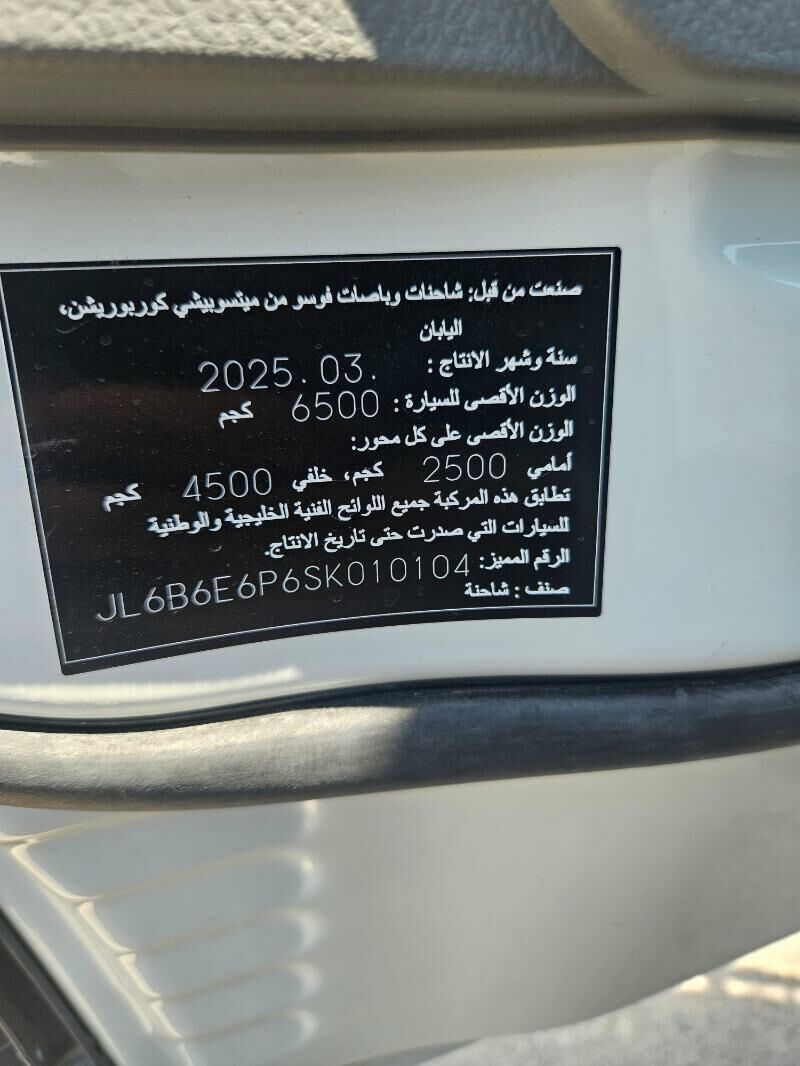 صنعت من قبل: شاحنات وباصات فوسو من ميتسوبيشي كوربوريشن،
اليابان
سنة وشهر الانتاج : 2025.03.
الوزن الأقصى للسيارة : 6500 كجم
الوزن الأقصى على كل محور:
أمامي 2500 كجم، خلفي 4500 كجم
تطابق هذه المركبة جميع اللوائح الفنية الخليجية والوطنية
للسيارات التي صدرت حتى تاريخ الانتاج.
الرقم المميز: JL6B6E6P6SK010104
صنف : شاحنة